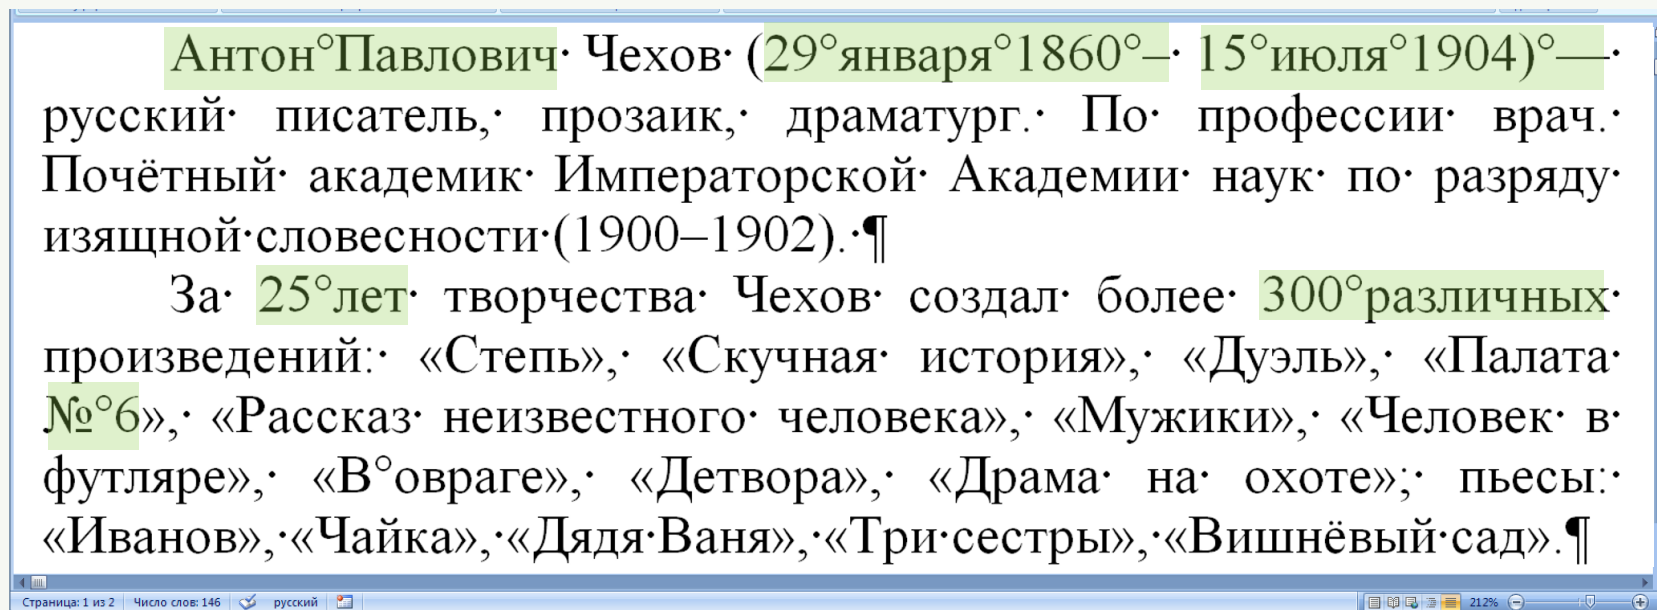 Антон°Павлович· Чехов· (29°января°1860°–· 15°июля°1904)°—·
русский· писатель,· прозаик,· драматург.· По· профессии· врач.·
Почётный· академик· Императорской· Академии· наук· по· разряду·
изящной·словесности·(1900–1902).·¶
За· 25°лет· творчества· Чехов· создал· более· 300°различных·
произведений:· «Степь»,· «Скучная· история»,· «Дуэль»,· «Палата·
№°6»,· «Рассказ· неизвестного· человека»,· «Мужики»,· «Человек· в·
футляре»,· «В°овраге»,· «Детвора»,· «Драма· на· охоте»;· пьесы:·
«Иванов»,·«Чайка»,·«Дядя·Ваня»,·«Три·сестры»,·«Вишнёвый·сад».¶
Страница: 1 из 2 Число слов: 146 русский 212%